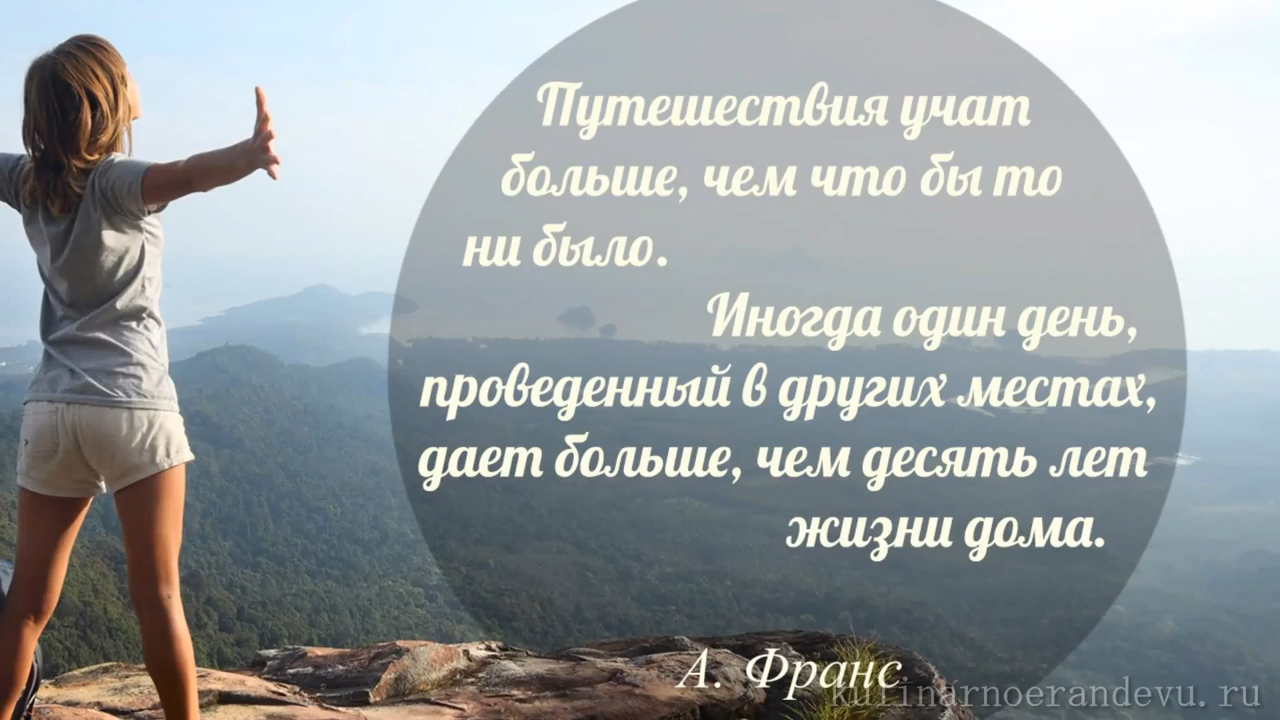 Путешествия учат
больше, чем что бы то
ни было.
Иногда один день,
проведенный в других местах,
дает больше, чем десять лет
жизни дома.
А. Франс
kulinarnoerandevu.ru